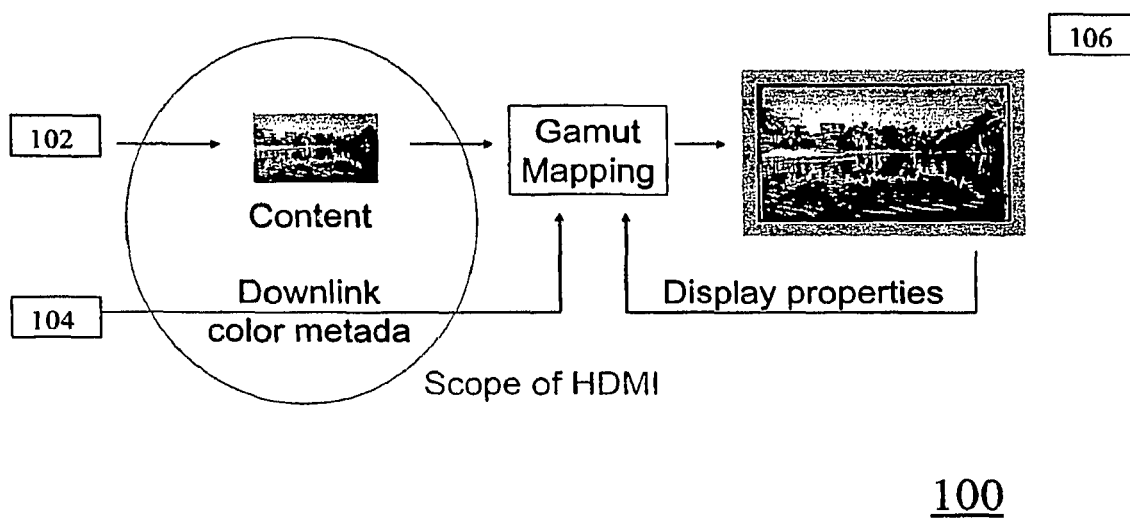 106
102
Content
Gamut
Mapping
104
Downlink
color metada
Display properties
Scope of HDMI
100